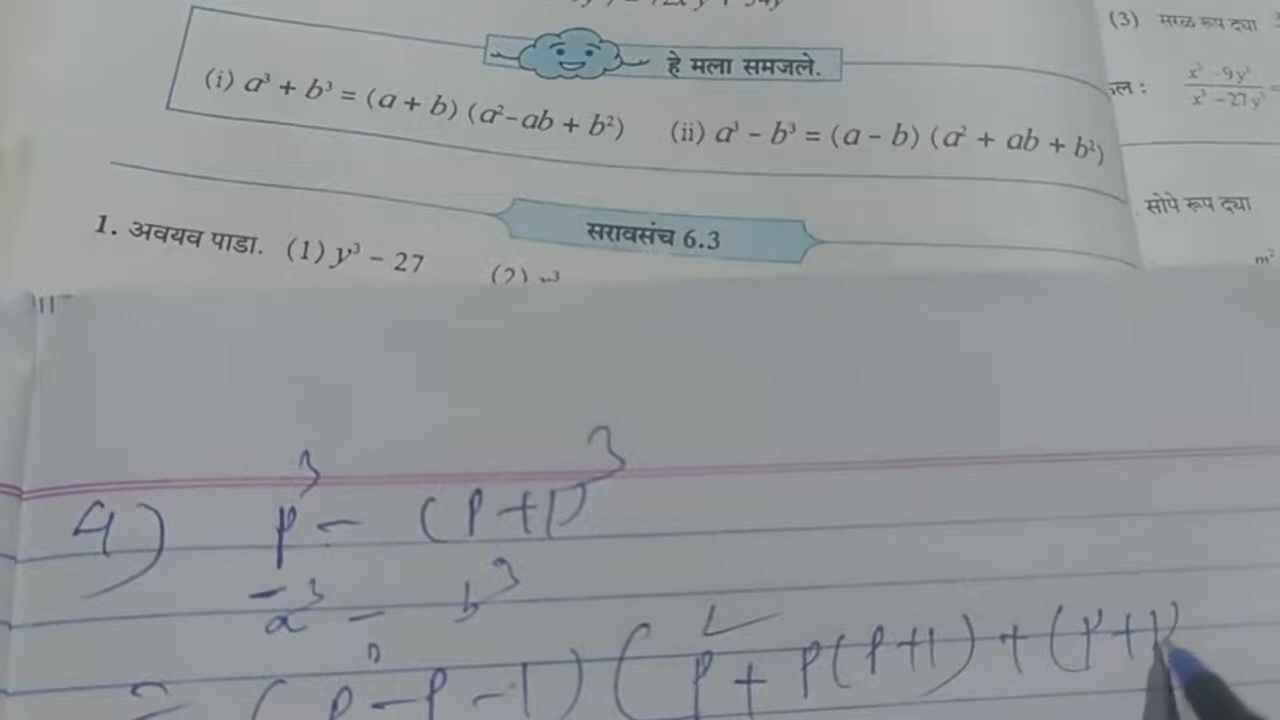 (3) सरळ रूप द्या
हे मला समजले.
(i) a³ + b³ = (a + b) (a² - ab + b²) (ii) a³ - b³ = (a - b) (a² + ab + b²)
x² - 9y²
x³ - 27y³
सोपे रूप द्या
सरावसंच 6.3
1. अवयव पाडा. (1) y³ - 27 (2)
m²
4) p³ - (p+1)³
a³ - b³
= (p - p - 1) (p² + p(p+1) + (p+1)